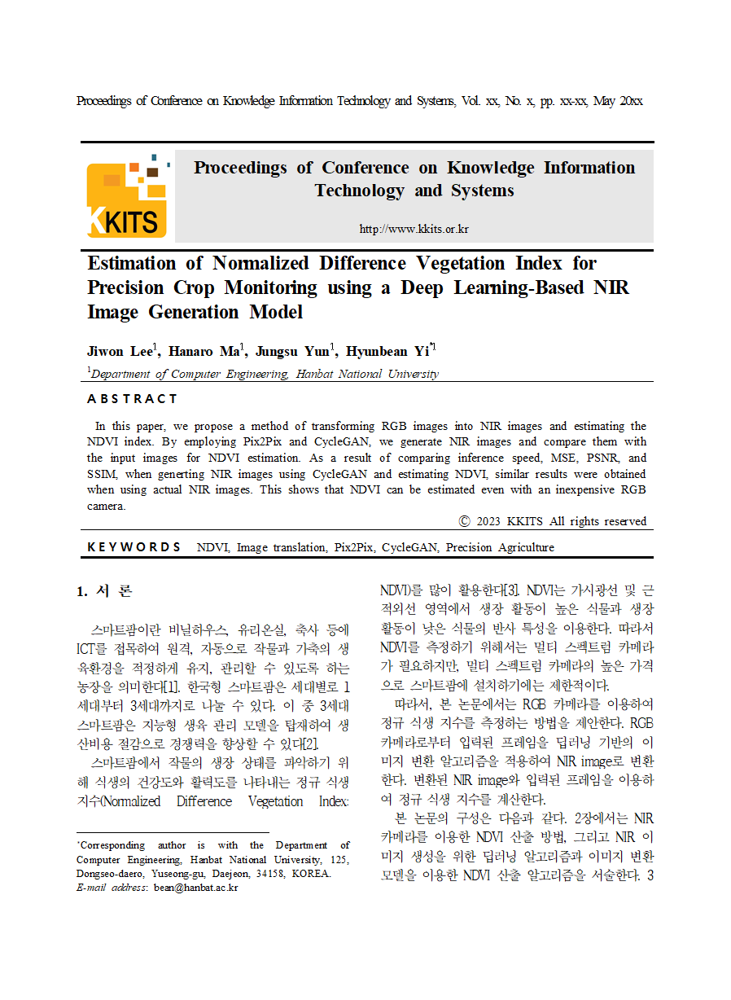 Proceedings of Conference on Knowledge Information Technology and Systems, Vol. xx, No. x, pp. xx-xx, May 20xx
KKITS
Proceedings of Conference on Knowledge Information
Technology and Systems
http://www.kkits.or.kr
Estimation of Normalized Difference Vegetation Index for
Precision Crop Monitoring using a Deep Learning-Based NIR
Image Generation Model
Jiwon Lee1, Hanaro Ma1, Jungsu Yun1, Hyunbean Yi*1
1Department of Computer Engineering, Hanbat National University
ABSTRACT
In this paper, we propose a method of transforming RGB images into NIR images and estimating the
NDVI index. By employing Pix2Pix and CycleGAN, we generate NIR images and compare them with
the input images for NDVI estimation. As a result of comparing inference speed, MSE, PSNR, and
SSIM, when generting NIR images using CycleGAN and estimating NDVI, similar results were obtained
when using actual NIR images. This shows that NDVI can be estimated even with an inexpensive RGB
camera.
Ⓒ 2023 KKITS All rights reserved
KEYWORDS NDVI, Image translation, Pix2Pix, CycleGAN, Precision Agriculture
1. 서 론
스마트팜이란 비닐하우스, 유리온실, 축사 등에
ICT를 접목하여 원격, 자동으로 작물과 가축의 생
육환경을 적정하게 유지, 관리할 수 있도록 하는
농장을 의미한다[1]. 한국형 스마트팜은 세대별로 1
세대부터 3세대까지로 나눌 수 있다. 이 중 3세대
스마트팜은 지능형 생육 관리 모델을 탑재하여 생
산비용 절감으로 경쟁력을 향상할 수 있다[2].
스마트팜에서 작물의 생장 상태를 파악하기 위
해 식생의 건강도와 활력도를 나타내는 정규 식생
지수(Normalized Difference Vegetation Index:
*Corresponding author is with the Department of
Computer Engineering, Hanbat National University, 125,
Dongseo-daero, Yuseong-gu, Daejeon, 34158, KOREA.
E-mail address: bean@hanbat.ac.kr
NDVI)를 많이 활용한다[3]. NDVI는 가시광선 및 근
적외선 영역에서 생장 활동이 높은 식물과 생장
활동이 낮은 식물의 반사 특성을 이용한다. 따라서
NDVI를 측정하기 위해서는 멀티 스펙트럼 카메라
가 필요하지만, 멀티 스펙트럼 카메라의 높은 가격
으로 스마트팜에 설치하기에는 제한적이다.
따라서, 본 논문에서는 RGB 카메라를 이용하여
정규 식생 지수를 측정하는 방법을 제안한다. RGB
카메라로부터 입력된 프레임을 딥러닝 기반의 이
미지 변환 알고리즘을 적용하여 NIR image로 변환
한다. 변환된 NIR image와 입력된 프레임을 이용하
여 정규 식생 지수를 계산한다.
본 논문의 구성은 다음과 같다. 2장에서는 NIR
카메라를 이용한 NDVI 산출 방법, 그리고 NIR 이
미지 생성을 위한 딥러닝 알고리즘과 이미지 변환
모델을 이용한 NDVI 산출 알고리즘을 서술한다. 3